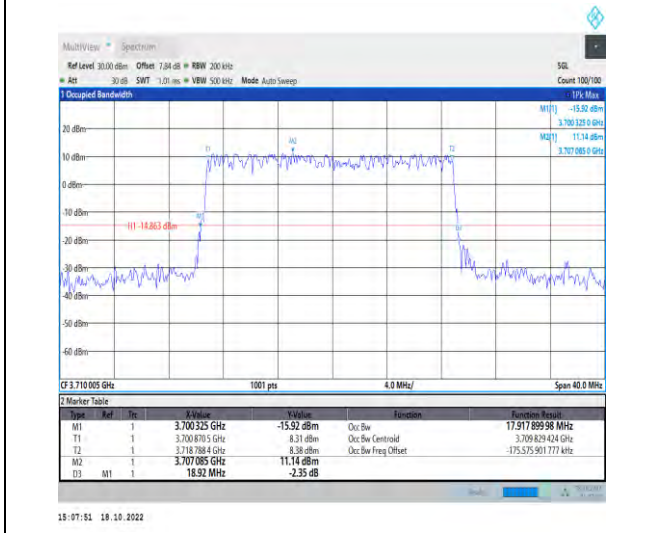 MultiView Spectrum
Ref Level 30.00 dBm Offset 7.84 dB RBW 200 kHz SGL
Att 30 dB SWT 1.01 ms VBW 500 kHz Mode Auto Sweep Count 100/100
1 Occupied Bandwidth 1Pk Max
M1[1] -15.92 dBm
3.700 325 0 GHz
M2[1] 11.14 dBm
3.707 085 0 GHz
20 dBm
T1 M2 T2
10 dBm
0 dBm
-10 dBm
M1
H1 -14.863 dBm
D3
-20 dBm
-30 dBm
-40 dBm
-50 dBm
-60 dBm
CF 3.710 005 GHz 1001 pts 4.0 MHz/ Span 40.0 MHz
2 Marker Table
Type Ref Trc X-Value Y-Value Function Function Result
M1 1 3.700 325 GHz -15.92 dBm Occ Bw 17.917 899 98 MHz
T1 1 3.700 870 5 GHz 8.31 dBm Occ Bw Centroid 3.709 829 424 GHz
T2 1 3.718 788 4 GHz 8.38 dBm Occ Bw Freq Offset -175.575 901 777 kHz
M2 1 3.707 085 GHz 11.14 dBm
D3 M1 1 18.92 MHz -2.35 dB
15:07:51 18.10.2022